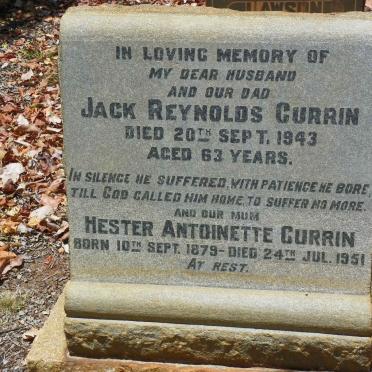 LAWSON
IN LOVING MEMORY OF
MY DEAR HUSBAND
AND OUR DAD
JACK REYNOLDS CURRIN
DIED 20TH SEPT. 1943
AGED 63 YEARS.
IN SILENCE HE SUFFERED, WITH PATIENCE HE BORE,
TILL GOD CALLED HIM HOME, TO SUFFER NO MORE.
AND OUR MUM
HESTER ANTOINETTE CURRIN
BORN 10TH SEPT. 1879 - DIED 24TH JUL. 1951
AT REST.